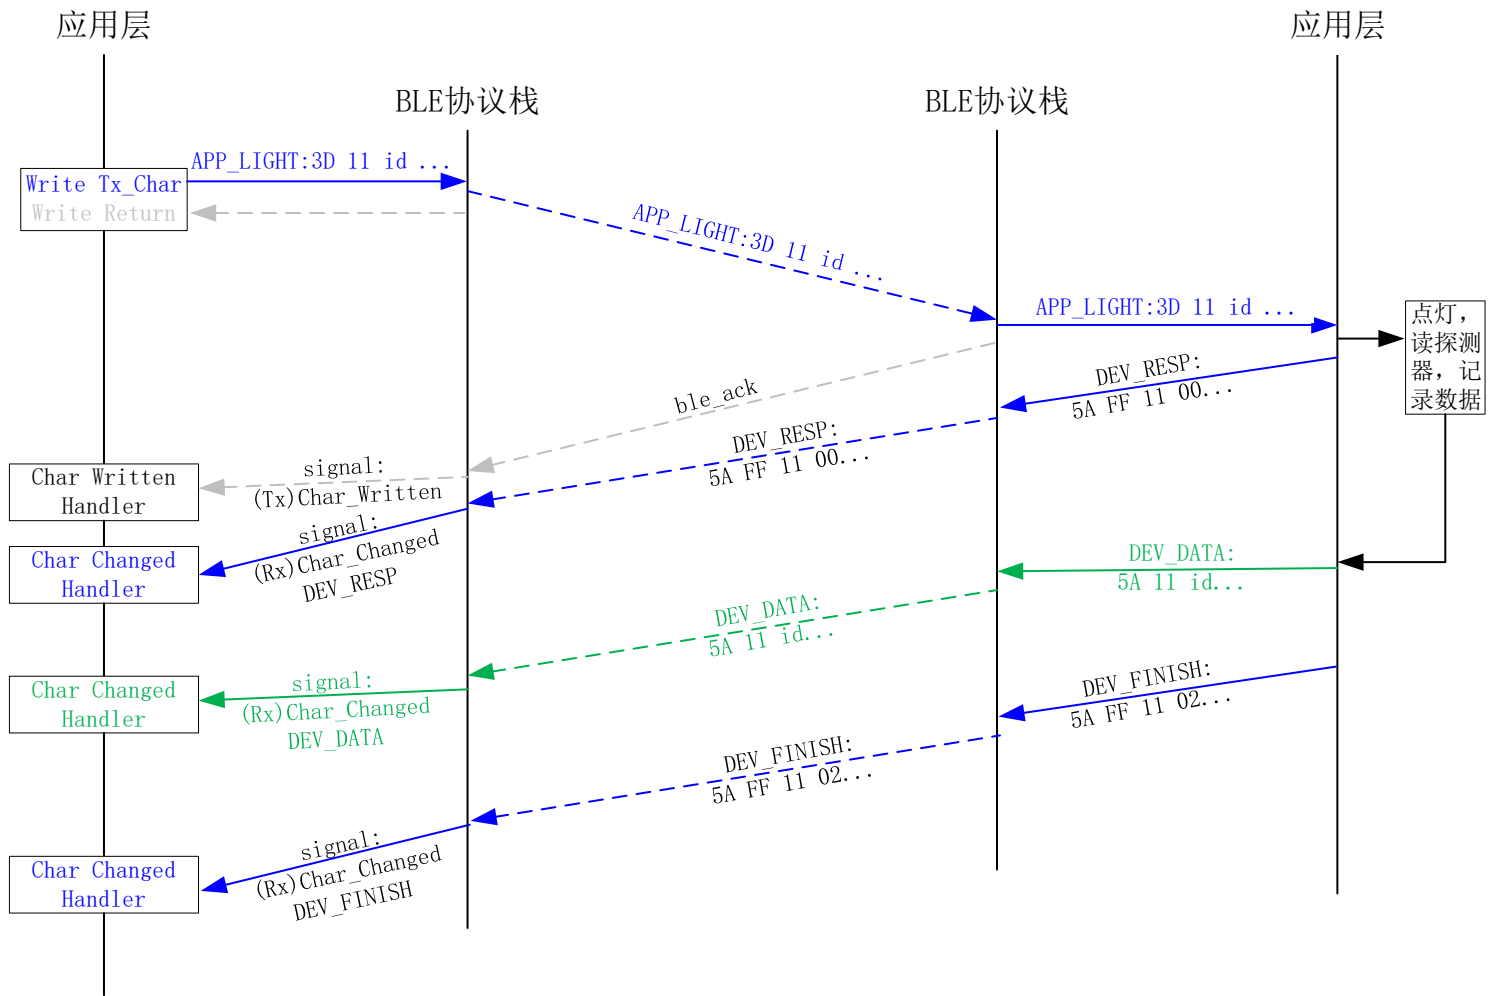 应用层
应用层
BLE协议栈
BLE协议栈
APP_LIGHT:3D 11 id ...
Write Tx_Char
Write Return
APP_LIGHT:3D 11 id ...
APP_LIGHT:3D 11 id ...
点灯，
读探测
器，记
录数据
DEV_RESP:
5A FF 11 00...
ble_ack
DEV_RESP:
5A FF 11 00...
signal:
(Tx)Char_Written
Char Written
Handler
signal:
(Rx)Char_Changed
DEV_RESP
Char Changed
Handler
DEV_DATA:
5A 11 id...
DEV_DATA:
5A 11 id...
signal:
(Rx)Char_Changed
DEV_DATA
Char Changed
Handler
DEV_FINISH:
5A FF 11 02...
DEV_FINISH:
5A FF 11 02...
signal:
(Rx)Char_Changed
DEV_FINISH
Char Changed
Handler